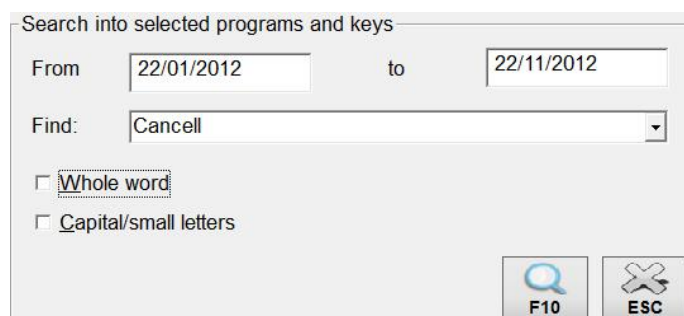 Search into selected programs and keys
From 22/01/2012 to 22/11/2012
Find: Cancell
Whole word
Capital/small letters
F10 ESC